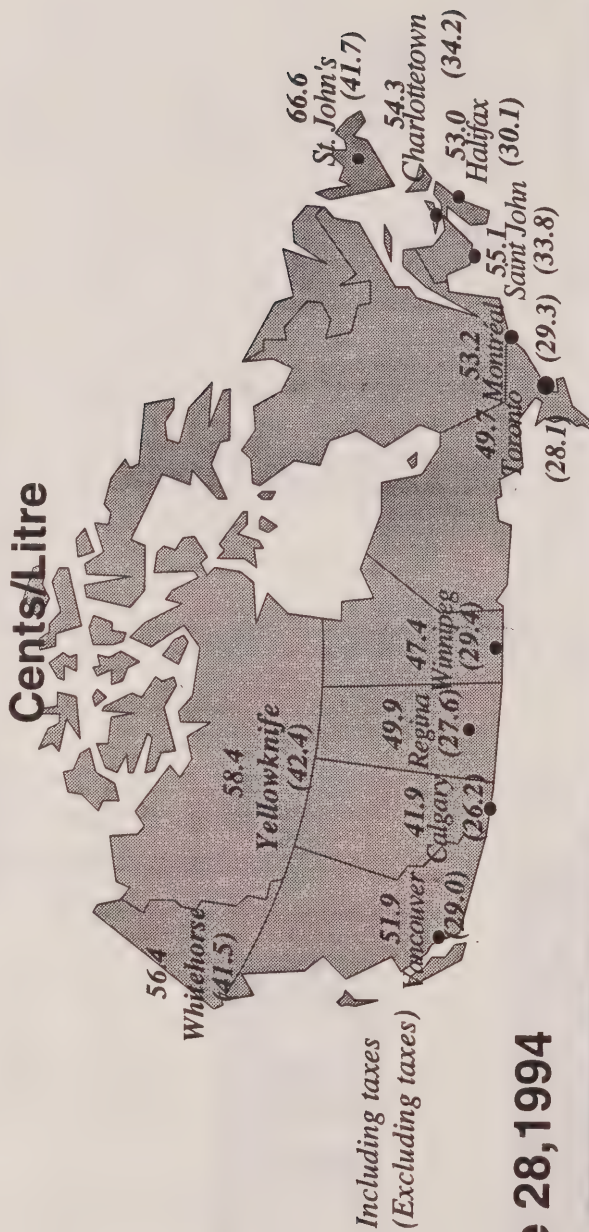 Cents/Litre
56.4
Whitehorse
(41.5)
58.4
Yellowknife
(42.4)
51.9
Vancouver
(29.0)
41.9
Calgary
(26.2)
49.9
Regina
(27.6)
47.4
Winnipeg
(29.4)
49.7
Toronto
(28.1)
53.2
Montréal
(29.3)
55.1
Saint John
(33.8)
53.0
Halifax
(30.1)
54.3
Charlottetown
(34.2)
66.6
St. John's
(41.7)
Including taxes
(Excluding taxes)
28,1994